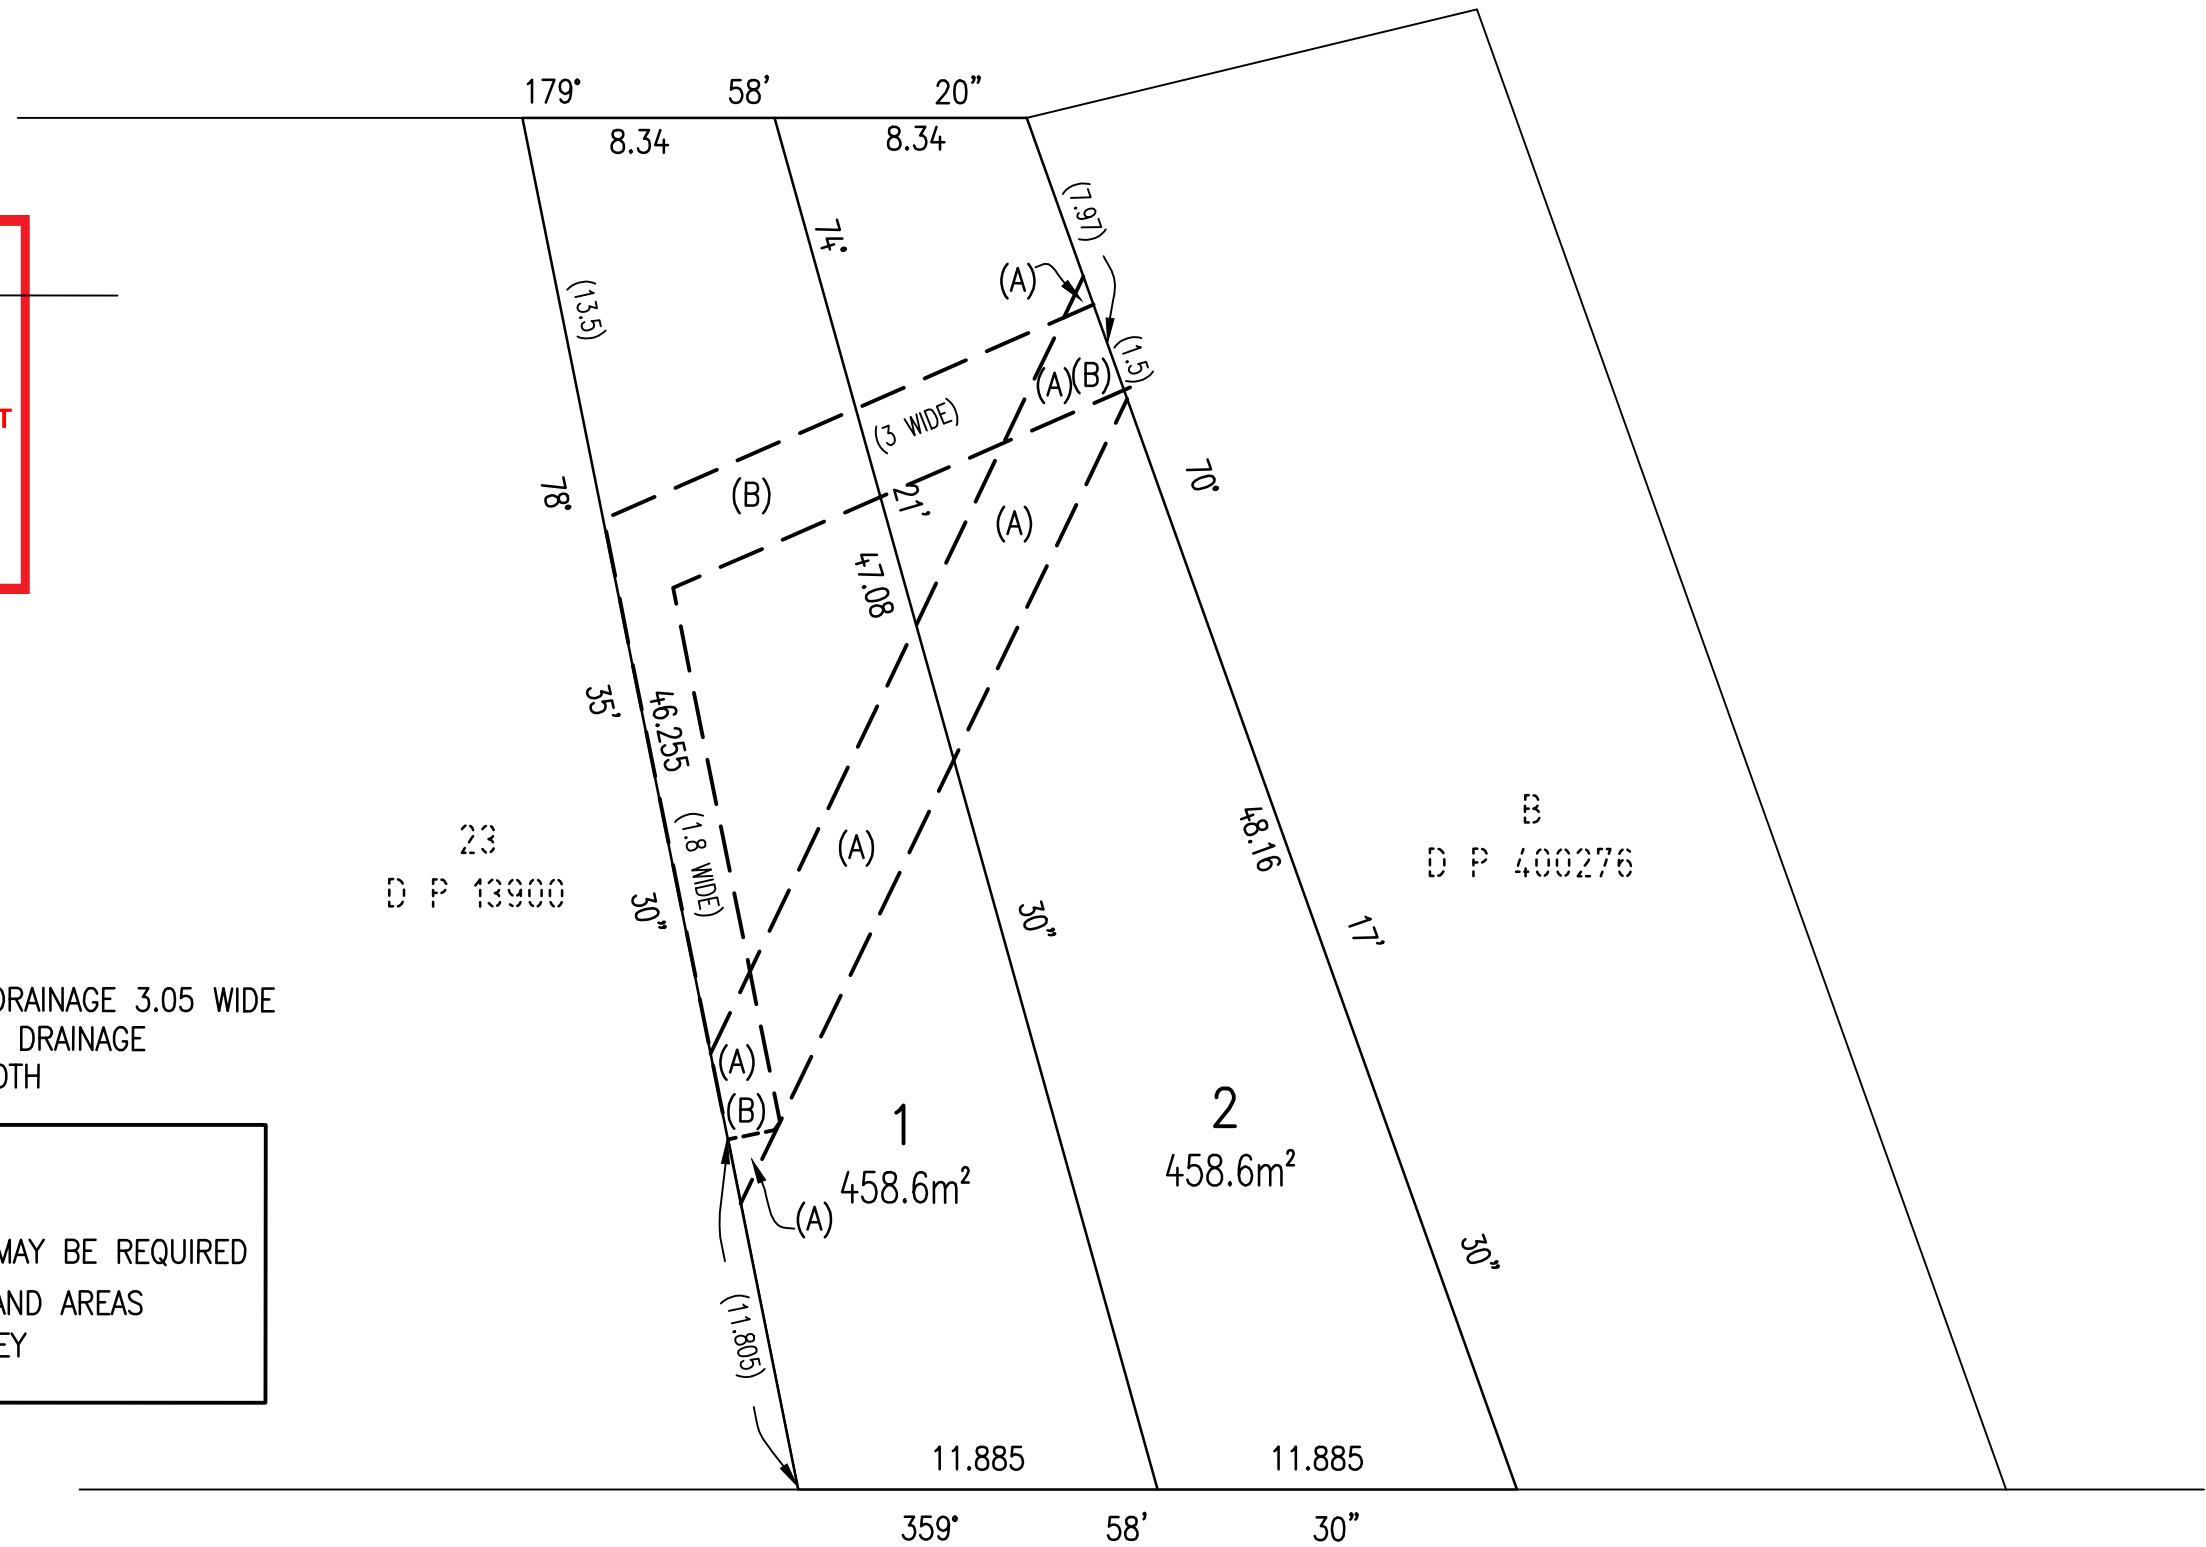 179° 58’ 20”
8.34 8.34
(7.97)
74°
(A)
(13.5)
(1.5)
(A)(B)
T
(3 WIDE)
78° (B) 21’ 70°
(A)
47.08
35’ 46.255
(1.8 WIDE) (A) 48.16
23
D P 13900
B
D P 400276
30” 30” 17’
DRAINAGE 3.05 WIDE
DRAINAGE
DTH
(A)
(B)
1
458.6m²
2
458.6m²
(A)
MAY BE REQUIRED
AND AREAS
EY
30”
(11.805)
11.885 11.885
359° 58’ 30”